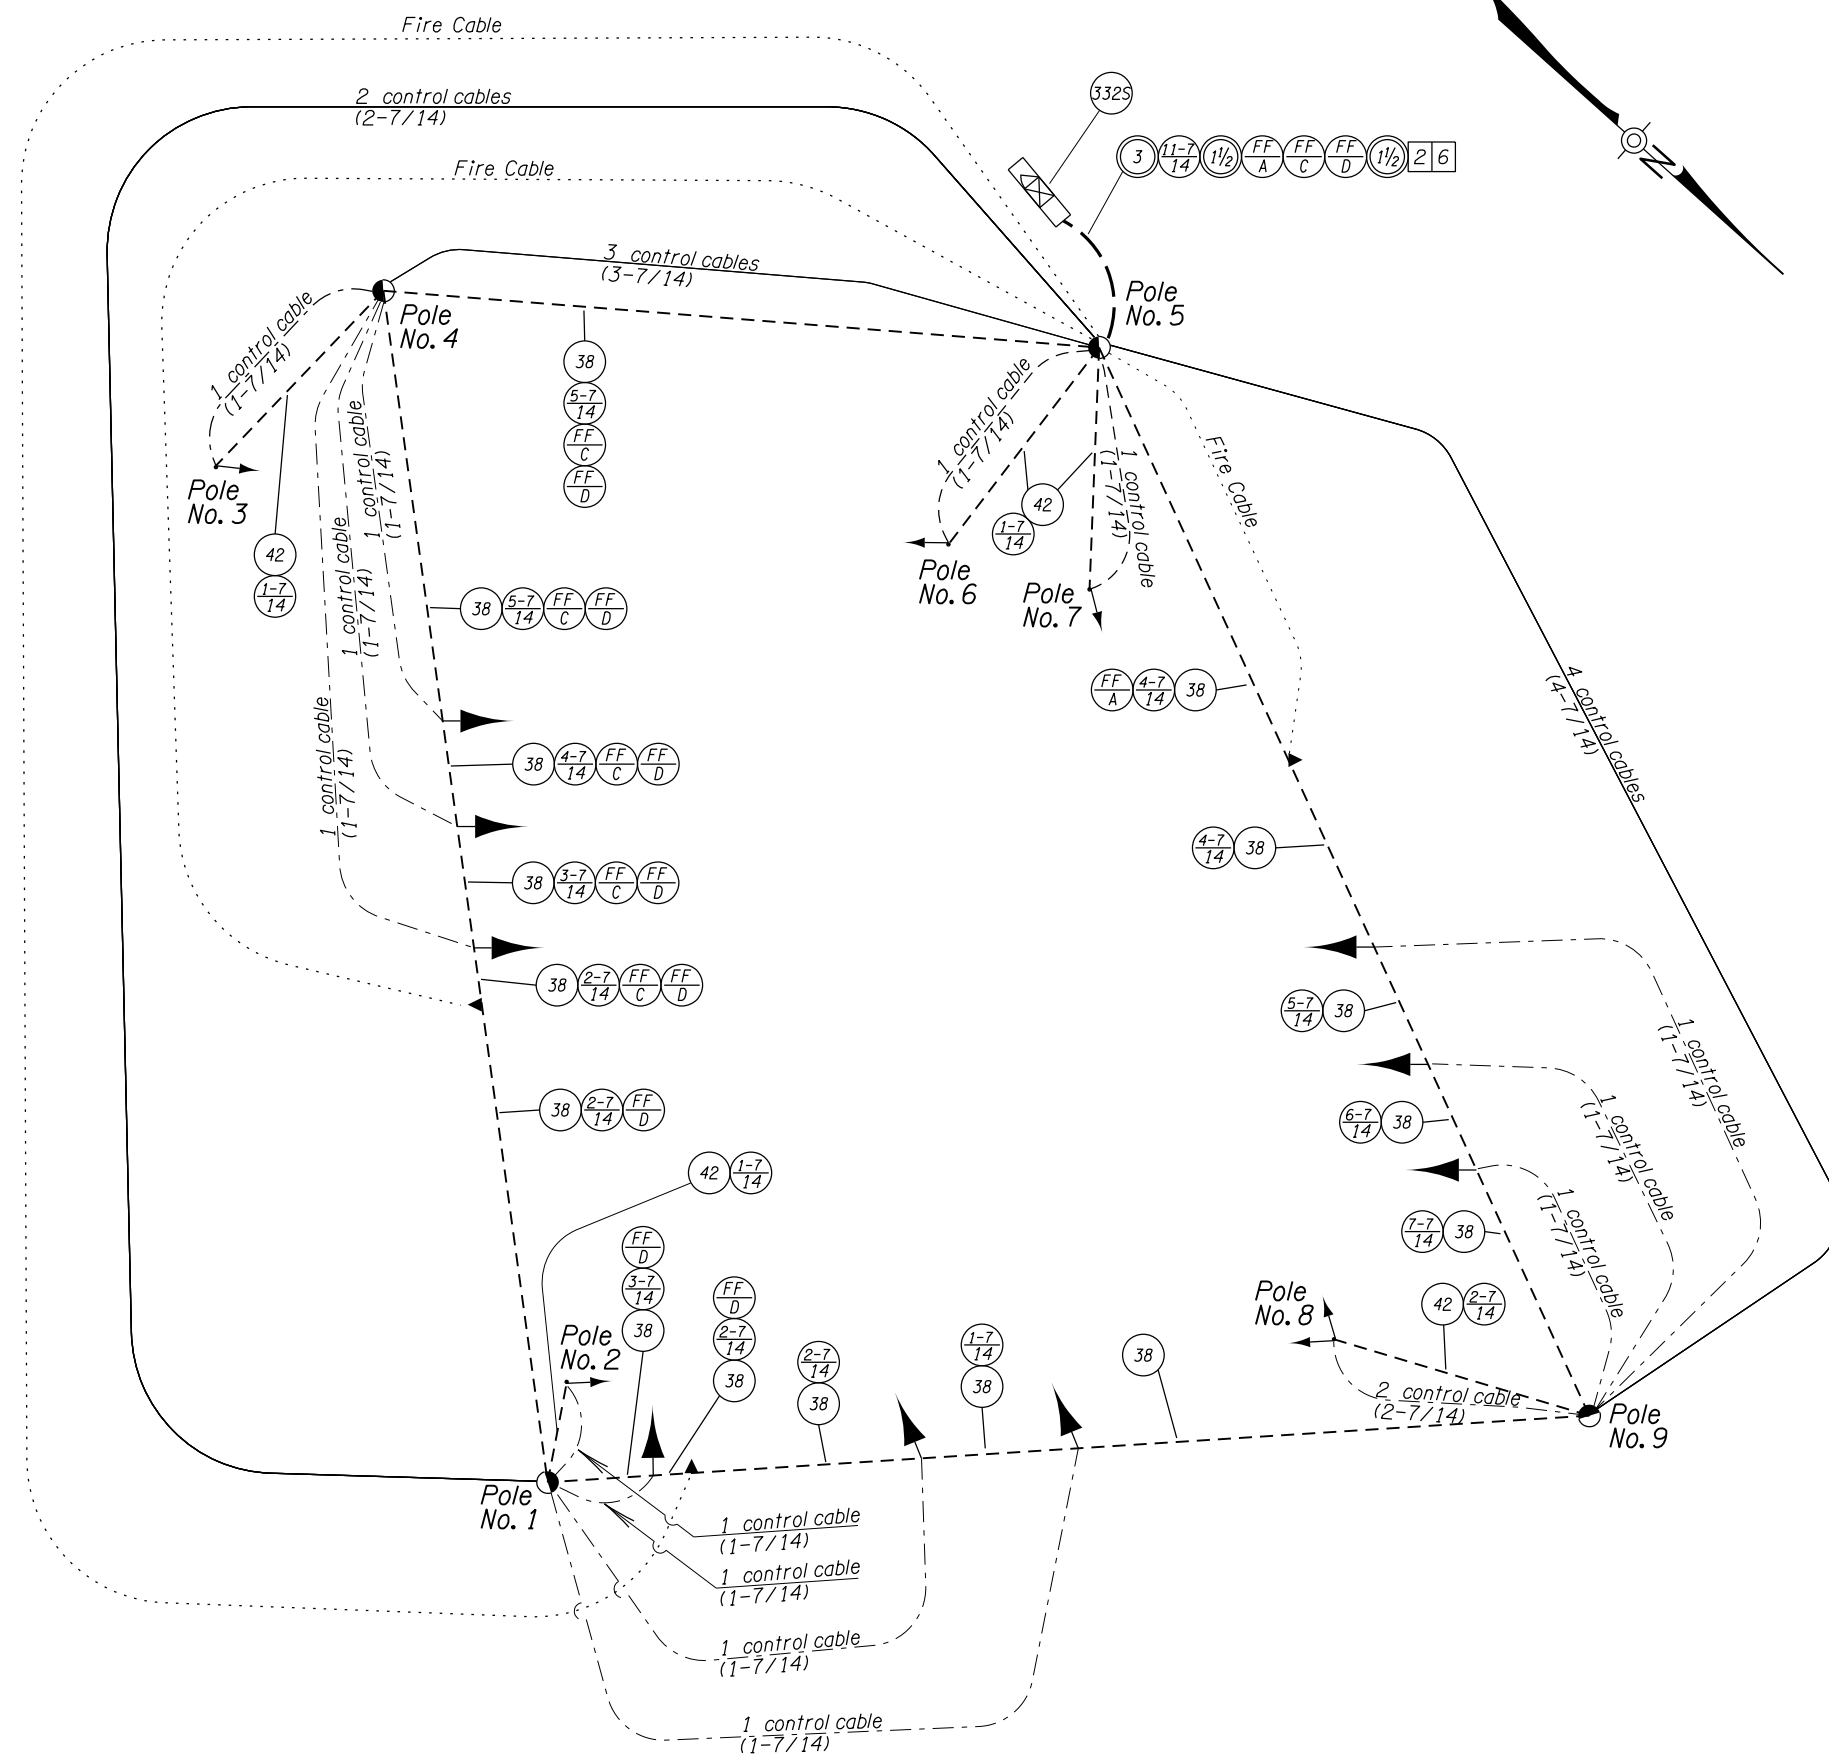 Fire Cable
2 control cables
(2-7/14)
Fire Cable
332S
3 11-7/14 1½ FF/A FF/C FF/D 1½ 2 6
N
3 control cables
(3-7/14)
Pole
No. 5
Pole
No. 4
1 control cable
(1-7/14)
38
5-7/14
FF/C
FF/D
Pole
No. 3
42
1-7/14
1 control cable
(1-7/14)
1 control cable
(1-7/14)
1 control cable
(1-7/14)
1 control cable
(1-7/14)
1 control cable
(1-7/14)
42
1-7/14
Pole
No. 6
Pole
No. 7
Fire Cable
38 5-7/14 FF/C FF/D
FF/A 4-7/14 38
4 control cables
(4-7/14)
38 4-7/14 FF/C FF/D
4-7/14 38
38 3-7/14 FF/C FF/D
38 2-7/14 FF/C FF/D
5-7/14 38
1 control cable
(1-7/14)
38 2-7/14 FF/D
6-7/14 38
1 control cable
(1-7/14)
42 1-7/14
7-7/14 38
1 control cable
(1-7/14)
FF/D
3-7/14
38
FF/D
2-7/14
38
Pole
No. 2
2-7/14
38
1-7/14
38
38
Pole
No. 8
42 2-7/14
2 control cable
(2-7/14)
Pole
No. 9
Pole
No. 1
1 control cable
(1-7/14)
1 control cable
(1-7/14)
1 control cable
(1-7/14)
1 control cable
(1-7/14)